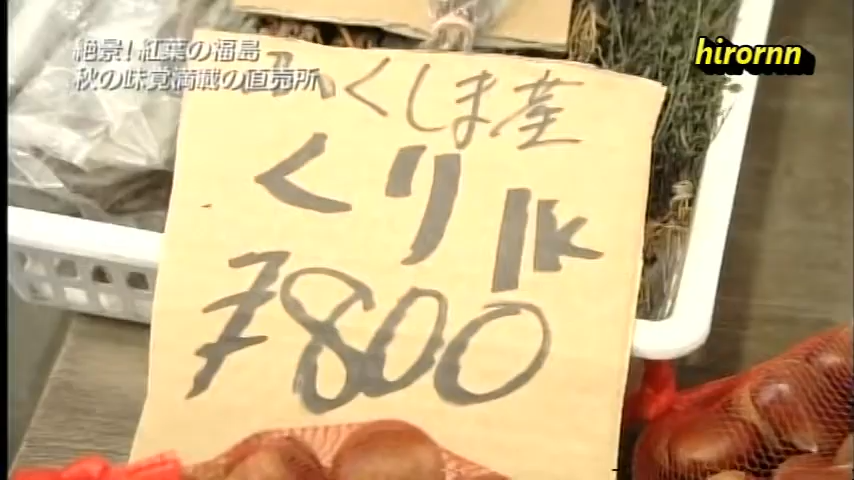 絶景！紅葉の福島
秋の味覚満載の直売所
hirornn
ふくしま産
くり 1k
¥800